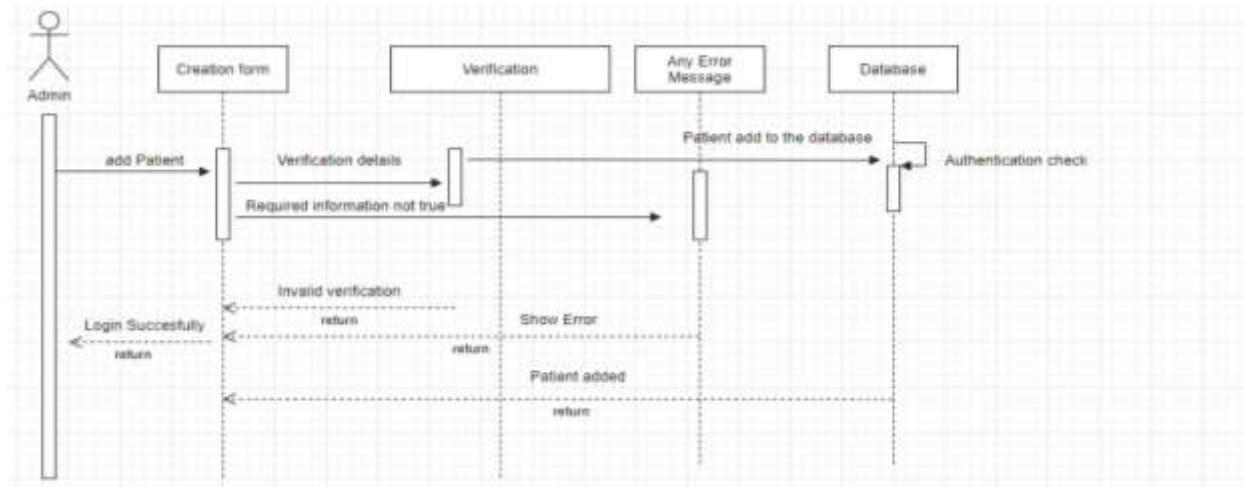 Creation form
Verification
Any Error
Message
Database
Admin
Patient add to the database
add Patient
Verification details
Authentication check
Required information not true
Invalid verification
return
Show Error
Login Succesfully
return
return
Patient added
return